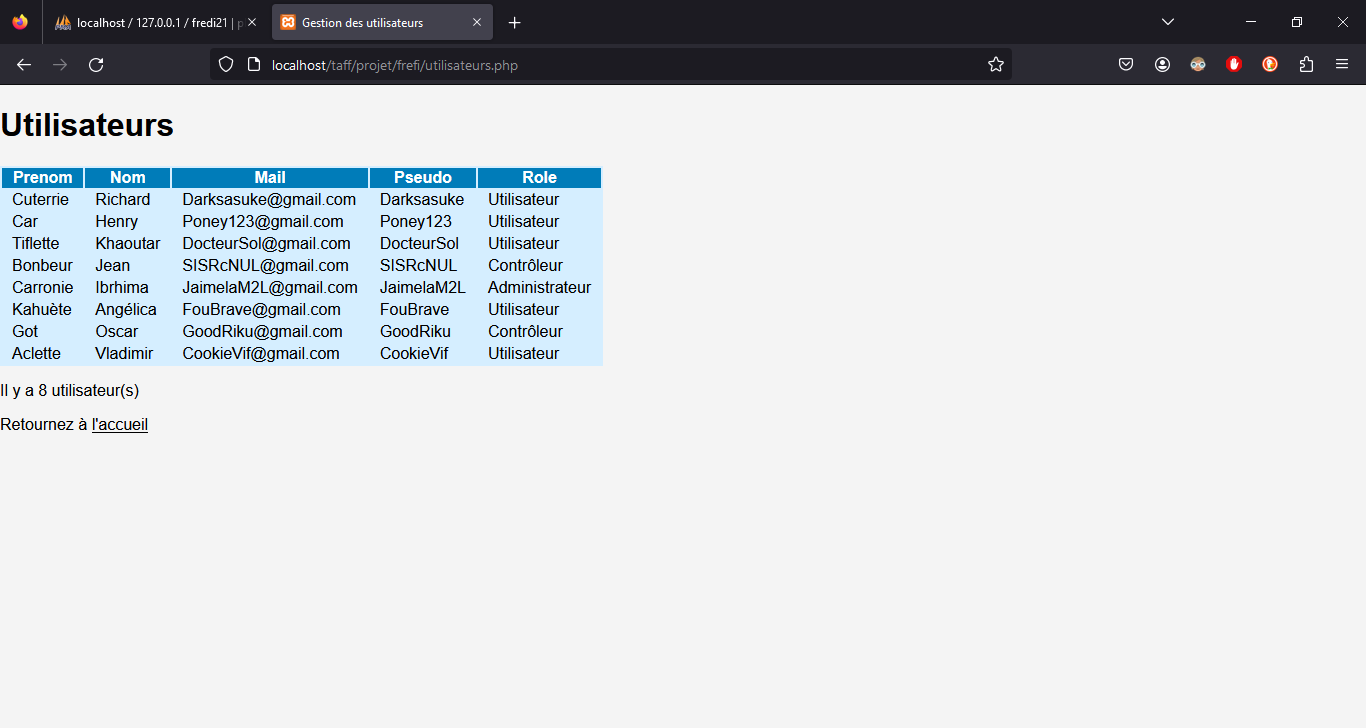 localhost / 127.0.0.1 / fredi21 | p
Gestion des utilisateurs
localhost/taff/projet/frefi/utilisateurs.php
Utilisateurs
Prenom Nom Mail Pseudo Role
Cuterrie Richard Darksasuke@gmail.com Darksasuke Utilisateur
Car Henry Poney123@gmail.com Poney123 Utilisateur
Tiflette Khaoutar DocteurSol@gmail.com DocteurSol Utilisateur
Bonbeur Jean SISRcNUL@gmail.com SISRcNUL Contrôleur
Carronie Ibrhima JaimelaM2L@gmail.com JaimelaM2L Administrateur
Kahuète Angélica FouBrave@gmail.com FouBrave Utilisateur
Got Oscar GoodRiku@gmail.com GoodRiku Contrôleur
Aclette Vladimir CookieVif@gmail.com CookieVif Utilisateur
Il y a 8 utilisateur(s)
Retournez à l'accueil